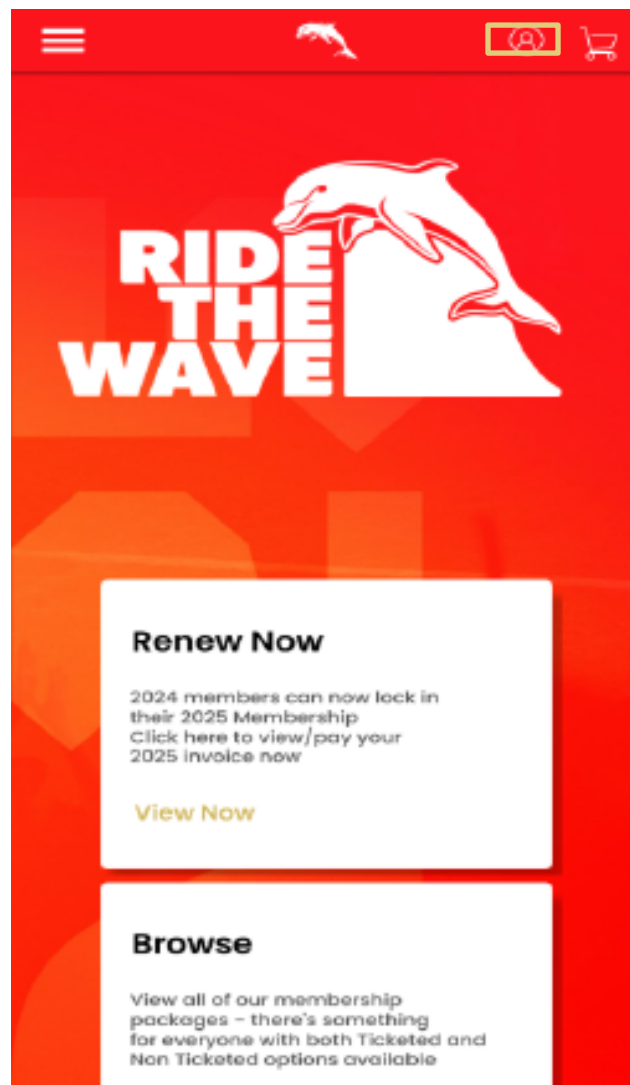 RIDE
THE
WAVE
Renew Now
2024 members can now lock in
their 2025 Membership
Click here to view/pay your
2025 invoice now
View Now
Browse
View all of our membership
packages – there's something
for everyone with both Ticketed and
Non Ticketed options available